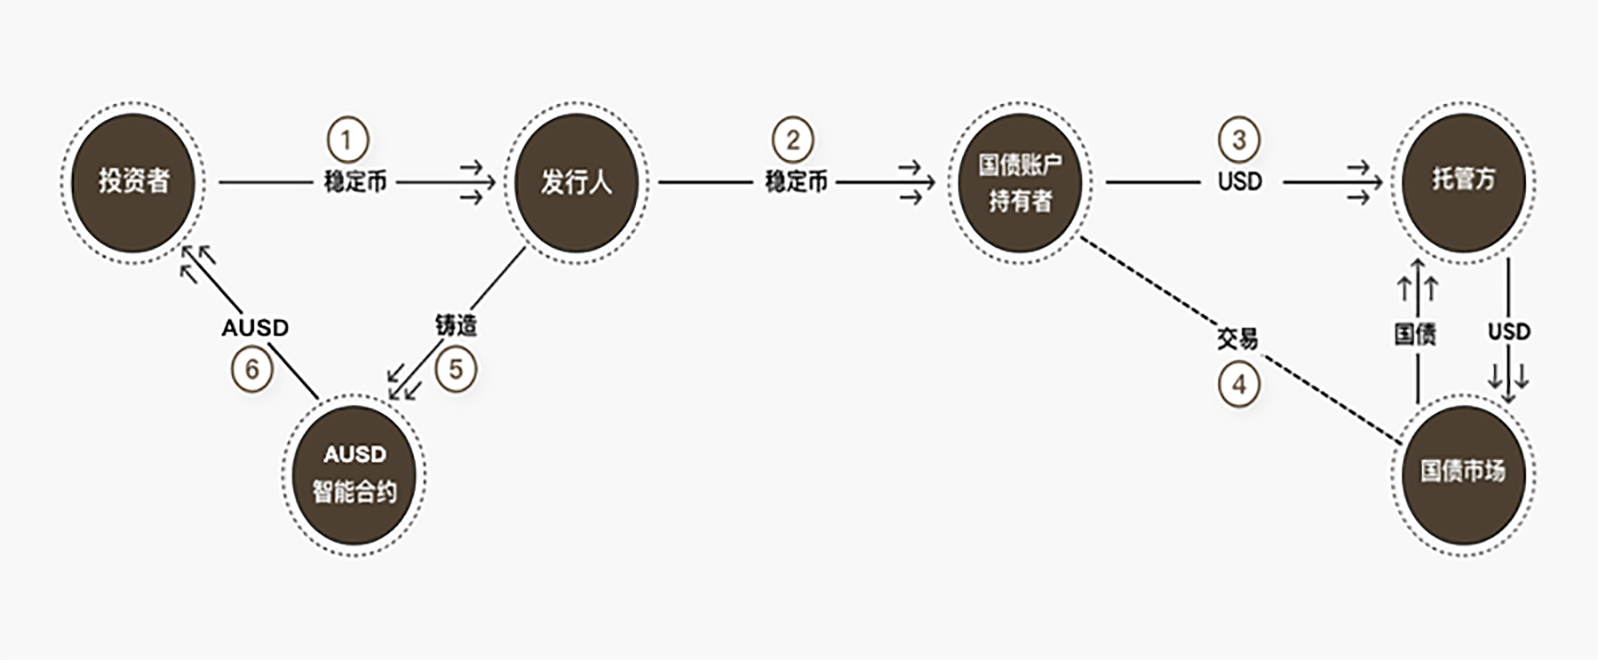 1
2
3
投资者
稳定币
发行人
稳定币
国债账户
持有者
USD
托管方
AUSD
铸造
交易
国债
USD
6
5
4
AUSD
智能合约
国债市场